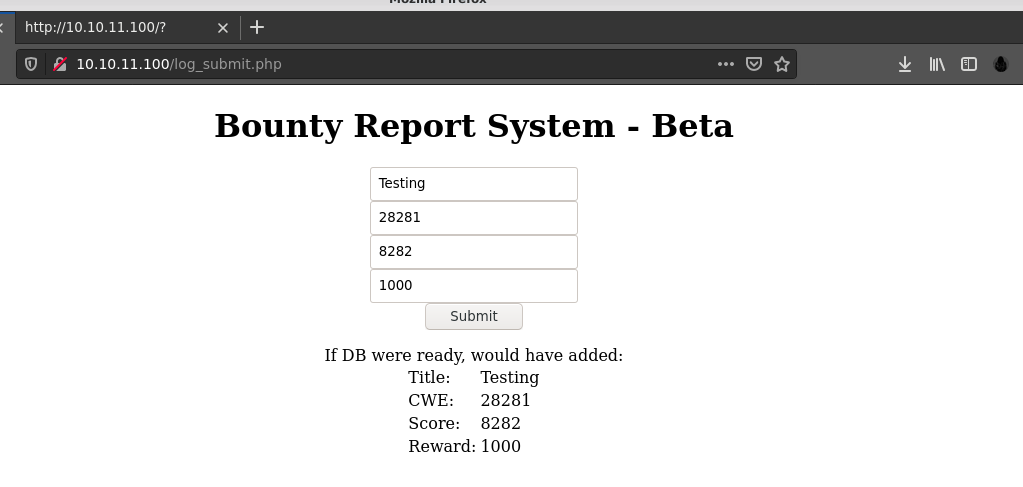 Mozilla Firefox
http://10.10.11.100/?
10.10.11.100/log_submit.php
Bounty Report System - Beta
Testing
28281
8282
1000
Submit
If DB were ready, would have added:
Title: Testing
CWE: 28281
Score: 8282
Reward: 1000